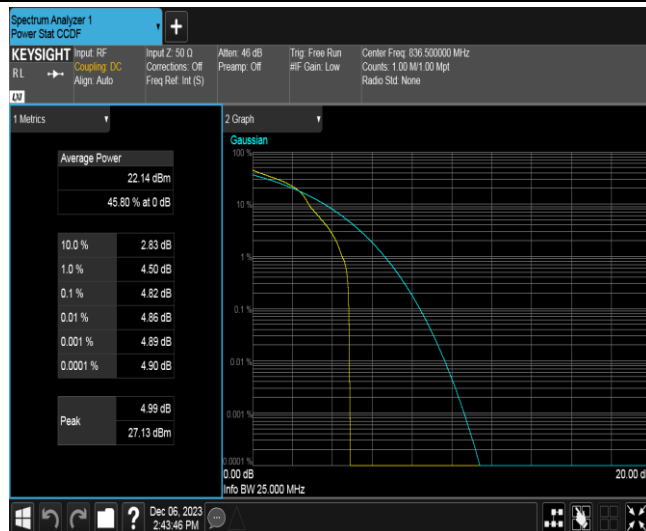 Spectrum Analyzer 1
Power Stat CCDF
+
KEYSIGHT
RL
Input: RF
Coupling: DC
Align: Auto
Input Z: 50 Ω
Corrections: Off
Freq Ref: Int (S)
Atten: 46 dB
Preamp: Off
Trig: Free Run
#IF Gain: Low
Center Freq: 836.500000 MHz
Counts: 1.00 M/1.00 Mpt
Radio Std: None
1 Metrics
Average Power
22.14 dBm
45.80 % at 0 dB
10.0 % 2.83 dB
1.0 % 4.50 dB
0.1 % 4.82 dB
0.01 % 4.86 dB
0.001 % 4.89 dB
0.0001 % 4.90 dB
Peak
4.99 dB
27.13 dBm
2 Graph
Gaussian
100 %
10 %
1 %
0.1 %
0.01 %
0.001 %
0.0001 %
0.00 dB
20.00 d
Info BW 25.000 MHz
?
Dec 06, 2023
2:43:46 PM